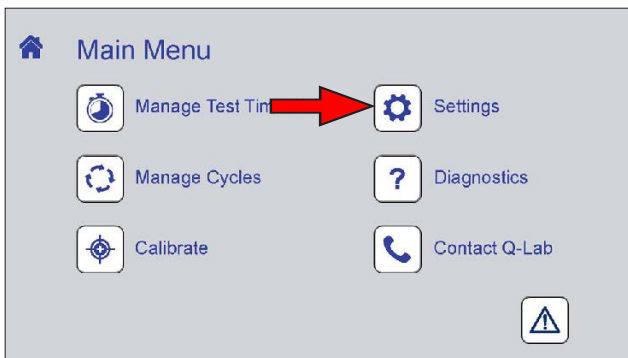 Main Menu
Manage Test Tim
Settings
Manage Cycles
Diagnostics
Calibrate
Contact Q-Lab